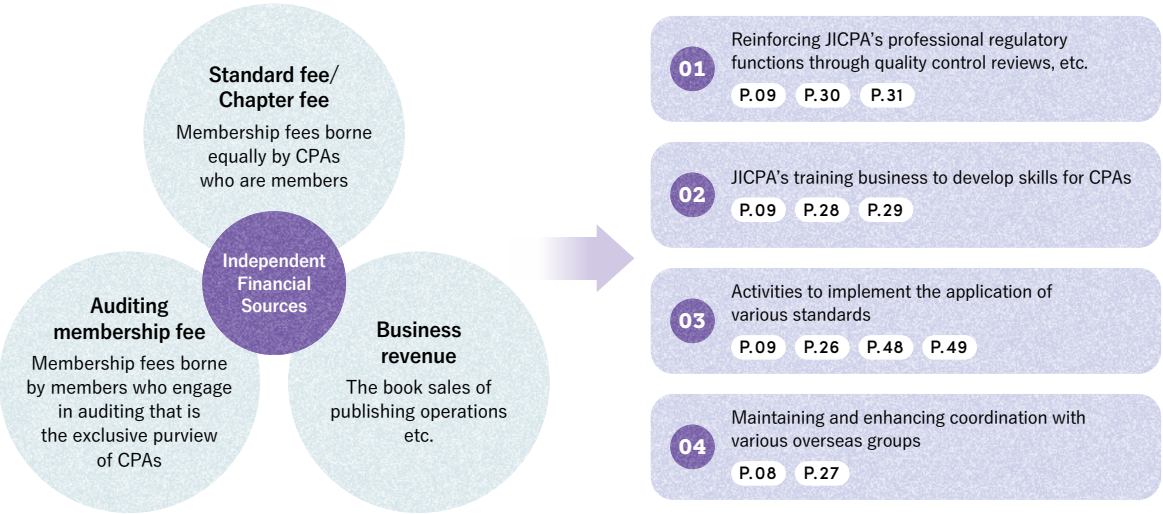 Standard fee/
Chapter fee
Membership fees borne
equally by CPAs
who are members
Independent
Financial
Sources
Auditing
membership fee
Membership fees borne
by members who engage
in auditing that is
the exclusive purview
of CPAs
Business
revenue
The book sales of
publishing operations
etc.
01
Reinforcing JICPA's professional regulatory
functions through quality control reviews, etc.
P.09 P.30 P.31
02
JICPA's training business to develop skills for CPAs
P.09 P.28 P.29
03
Activities to implement the application of
various standards
P.09 P.26 P.48 P.49
04
Maintaining and enhancing coordination with
various overseas groups
P.08 P.27